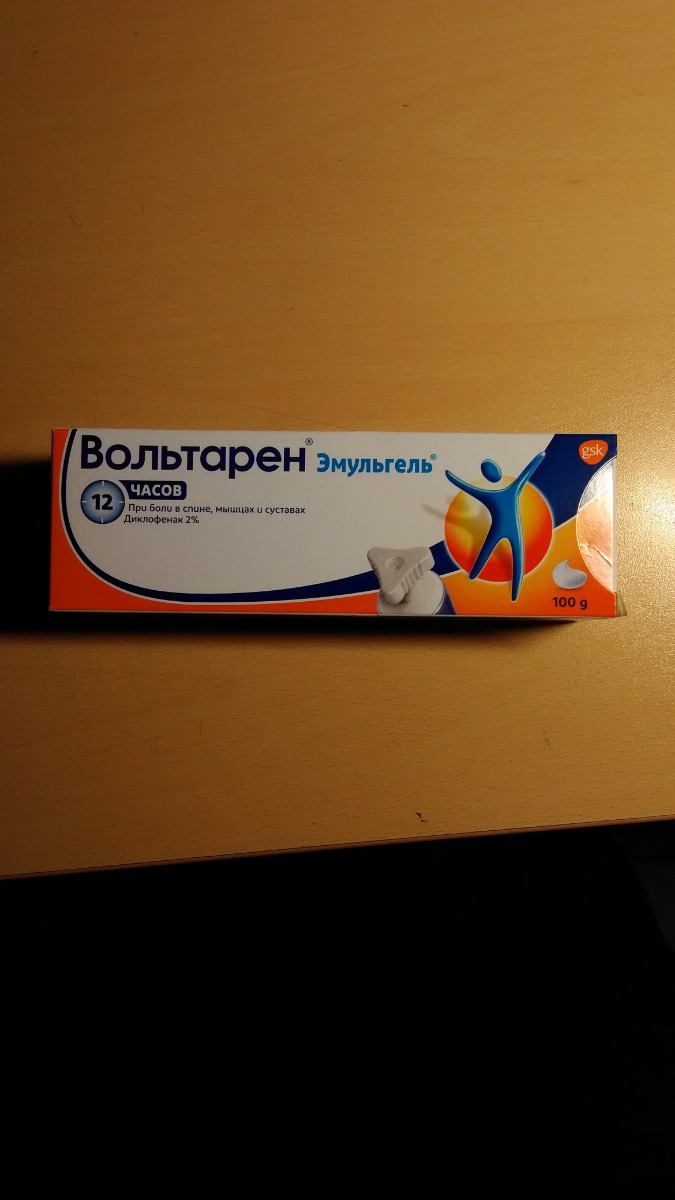 Вольтарен® Эмульгель®
gsk
12 ЧАСОВ
При боли в спине, мышцах и суставах
Диклофенак 2%
100 g